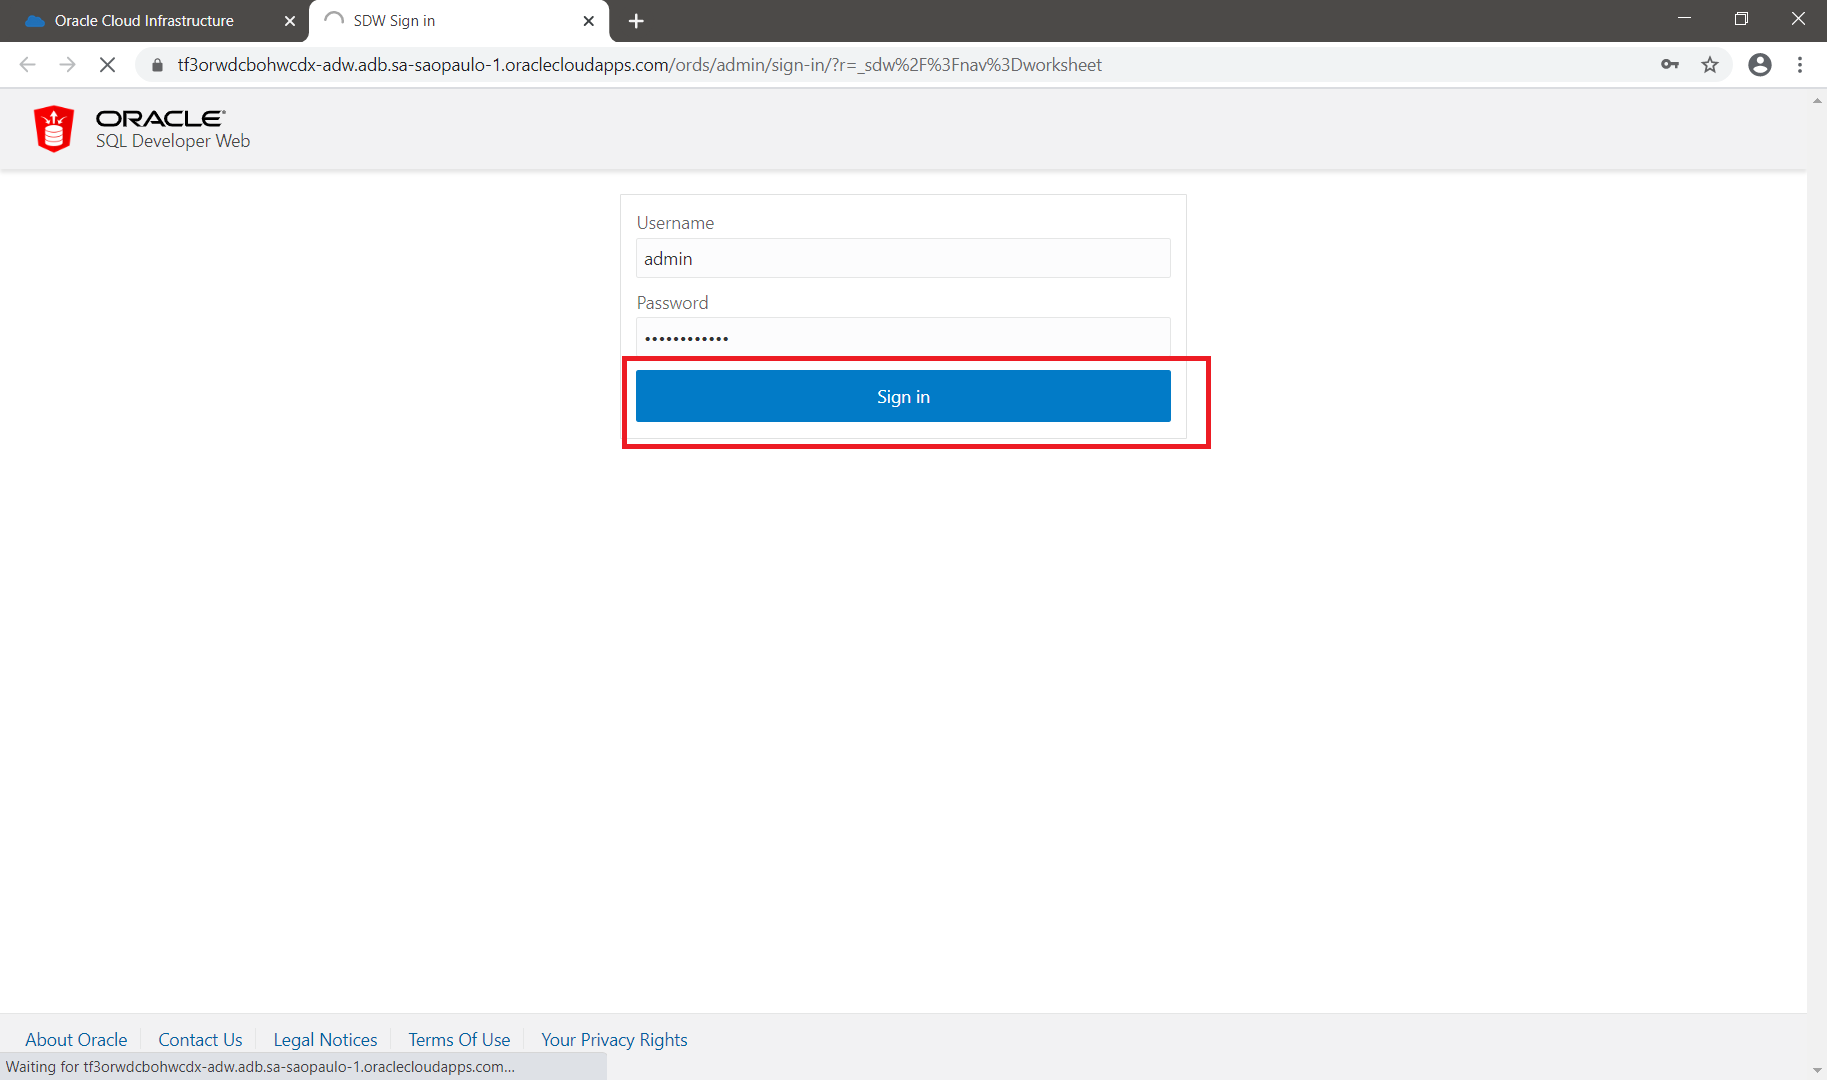 Oracle Cloud Infrastructure
SDW Sign in
tf3orwdcbohwcdx-adw.adb.sa-saopaulo-1.oraclecloudapps.com/ords/admin/sign-in/?r=_sdw%2F%3Fnav%3Dworksheet
ORACLE®
SQL Developer Web
Username
admin
Password
••••••••••••
Sign in
About Oracle
Contact Us
Legal Notices
Terms Of Use
Your Privacy Rights
Waiting for tf3orwdcbohwcdx-adw.adb.sa-saopaulo-1.oraclecloudapps.com...